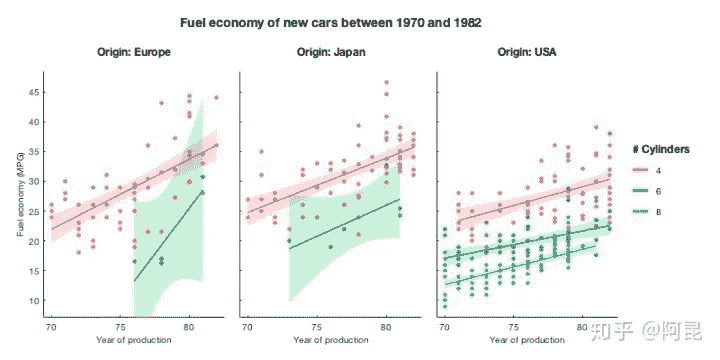 Fuel economy of new cars between 1970 and 1982
Origin: Europe
Origin: Japan
Origin: USA
Fuel economy (MPG)
45
40
35
30
25
20
15
10
70
75
80
70
75
80
70
75
80
Year of production
Year of production
Year of production
# Cylinders
4
6
8
知乎 @阿昆